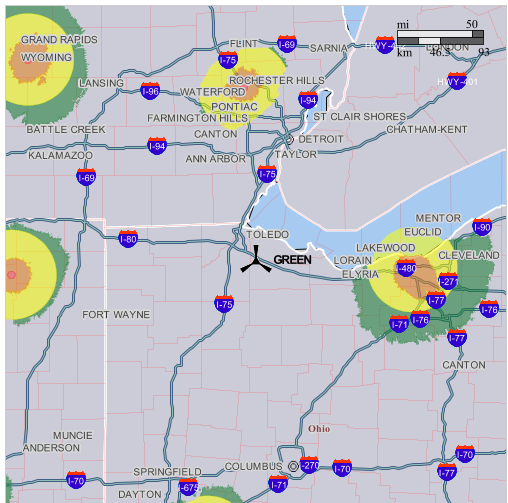 mi 50
km 46.5 93
GRAND RAPIDS
FLINT
I-69
SARNIA
HWY-402
LONDON
WYOMING
I-75
LANSING
I-96
WATERFORD
ROCHESTER HILLS
HWY-401
PONTIAC
I-94
FARMINGTON HILLS
ST CLAIR SHORES
BATTLE CREEK
CANTON
DETROIT
CHATHAM-KENT
KALAMAZOO
I-94
ANN ARBOR
TAYLOR
I-69
I-75
MENTOR
I-80
TOLEDO
EUCLID
I-90
LAKEWOOD
GREEN
LORAIN
CLEVELAND
ELYRIA
I-480
I-271
I-75
I-77
FORT WAYNE
I-71
I-76
I-76
I-77
CANTON
Ohio
MUNCIE
ANDERSON
I-70
SPRINGFIELD
COLUMBUS
I-270
I-70
I-70
I-77
DAYTON
I-675
I-71